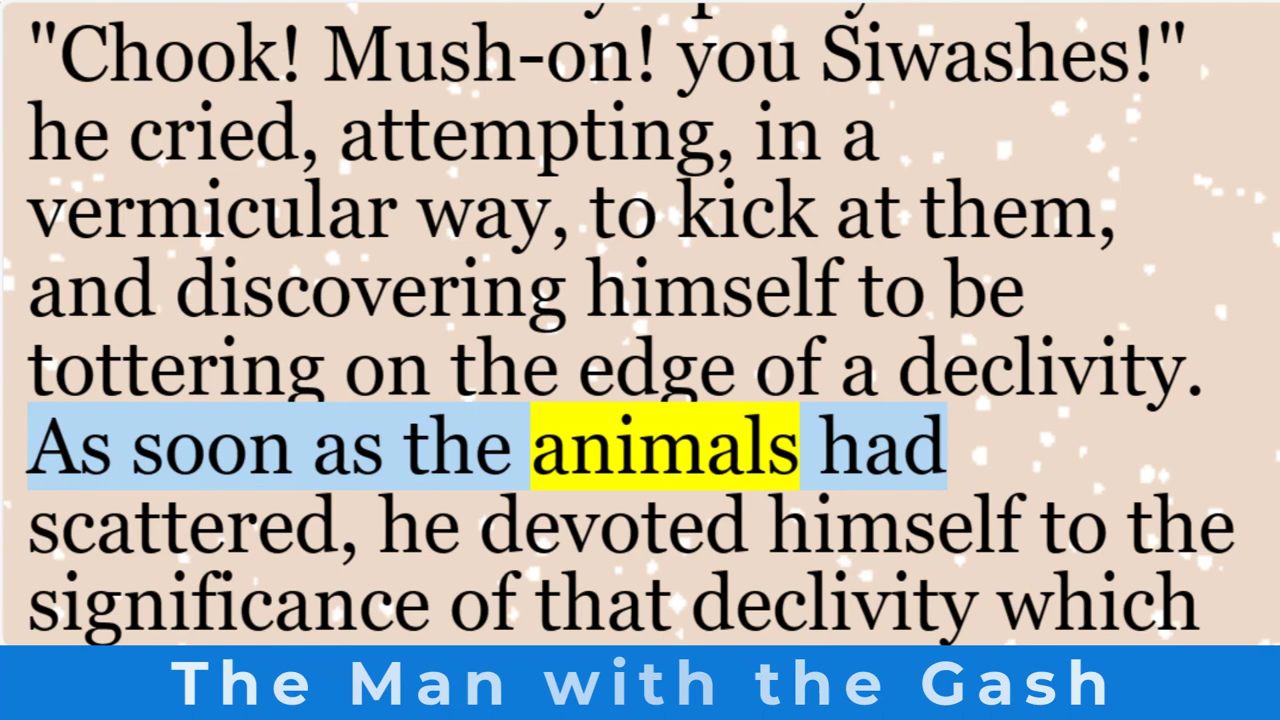 "Chook! Mush-on! you Siwashes!"
he cried, attempting, in a
vermicular way, to kick at them,
and discovering himself to be
tottering on the edge of a declivity.
As soon as the animals had
scattered, he devoted himself to the
significance of that declivity which
The Man with the Gash